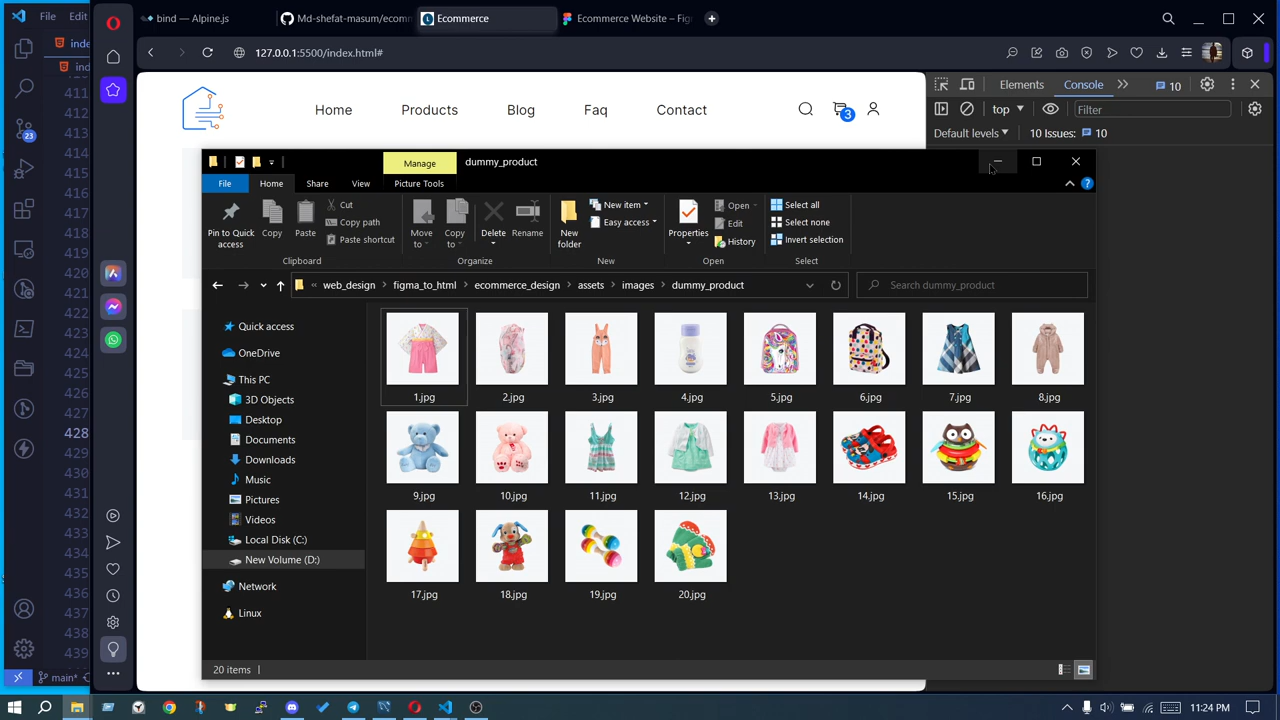 File Edit
bind — Alpine.js
Md-shefat-masum/ecomm
Ecommerce
Ecommerce Website – Fig
127.0.0.1:5500/index.html#
inde
ind
411
412
413
414
415
416
417
418
419
420
421
422
423
424
425
426
427
428
429
430
431
432
433
434
435
436
437
438
439
main*
23
Home Products Blog Faq Contact
3
Elements Console 10
top Filter
Default levels 10 Issues: 10
Manage dummy_product
File Home Share View Picture Tools
Pin to Quick access
Copy
Paste
Cut
Copy path
Paste shortcut
Clipboard
Move to
Copy to
Delete
Rename
Organize
New folder
New item
Easy access
New
Properties
Open
Edit
History
Open
Select all
Select none
Invert selection
Select
« web_design figma_to_html ecommerce_design assets images dummy_product
Search dummy_product
Quick access
OneDrive
This PC
3D Objects
Desktop
Documents
Downloads
Music
Pictures
Videos
Local Disk (C:)
New Volume (D:)
Network
Linux
1.jpg 2.jpg 3.jpg 4.jpg 5.jpg 6.jpg 7.jpg 8.jpg
9.jpg 10.jpg 11.jpg 12.jpg 13.jpg 14.jpg 15.jpg 16.jpg
17.jpg 18.jpg 19.jpg 20.jpg
20 items
11:24 PM